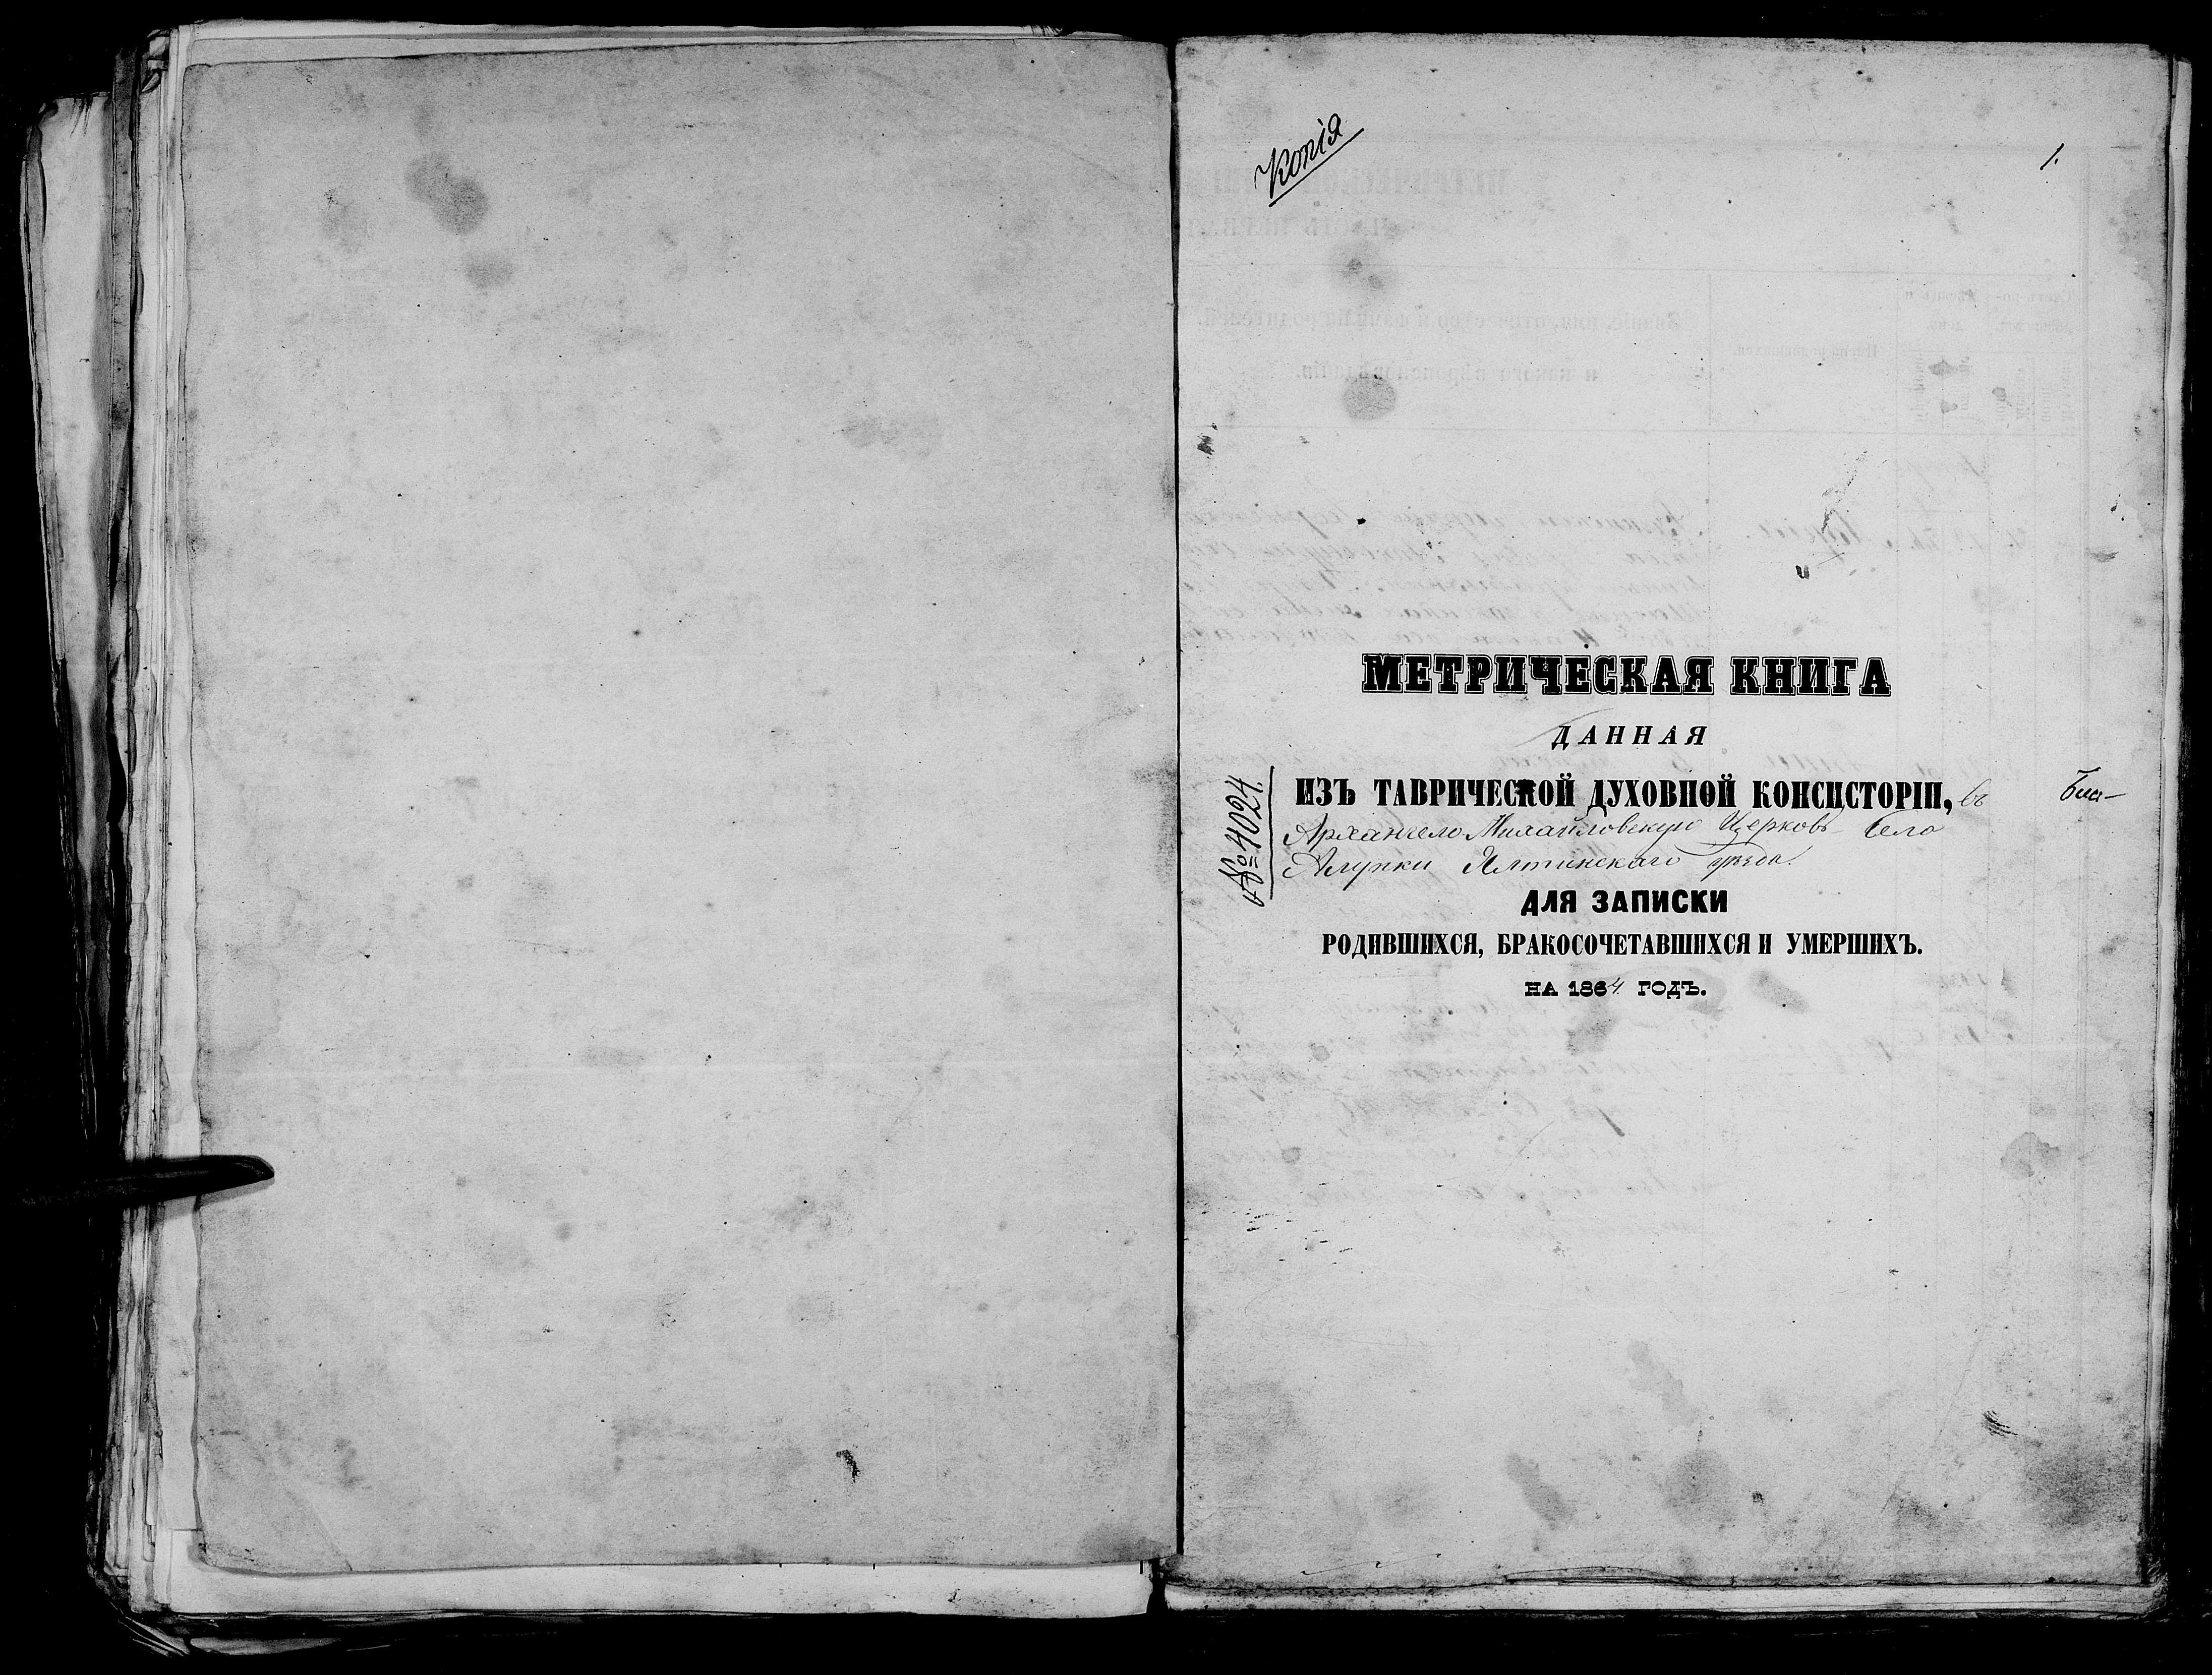 Копія
1.
МЕТРИЧЕСКАЯ КНИГА
ДАННАЯ
ИЗЪ ТАВРИЧЕСКОЙ ДУХОВНОЙ КОНСИСТОРІИ, въ
Архангело Михайловскую Церковь села
Алупки Ялтинскаго уѣзда.
№ 4024.
ДЛЯ ЗАПИСКИ
РОДИВШИХСЯ, БРАКОСОЧЕТАВШИХСЯ И УМЕРШИХЪ.
НА 1864 ГОДЪ.